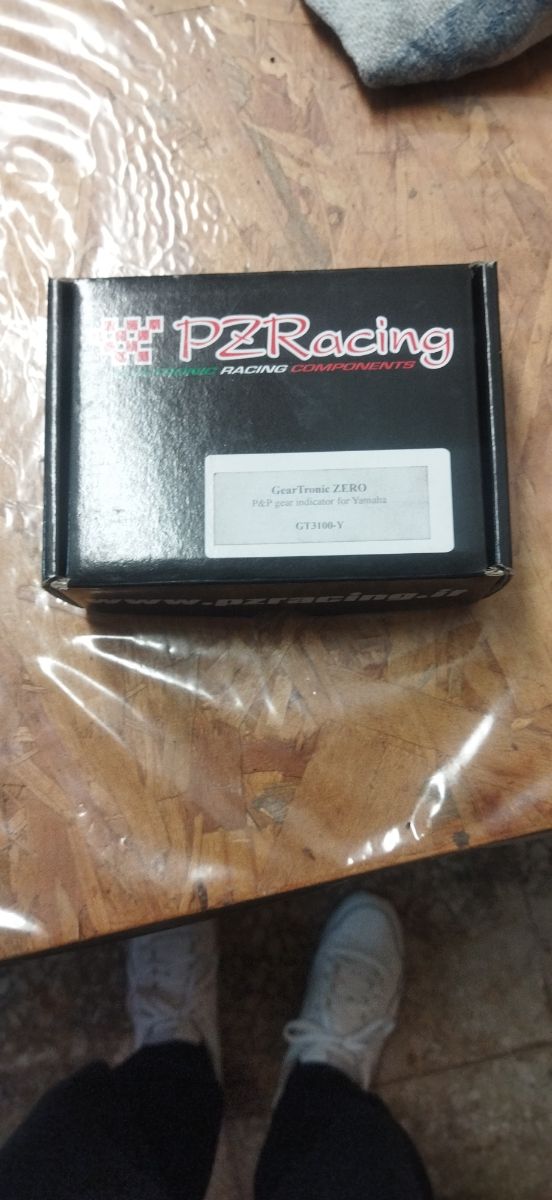 PZRacing
RACING COMPONENTS
GearTronic ZERO
P&P gear indicator for Yamaha
GT3100-Y
www.pzracing.it